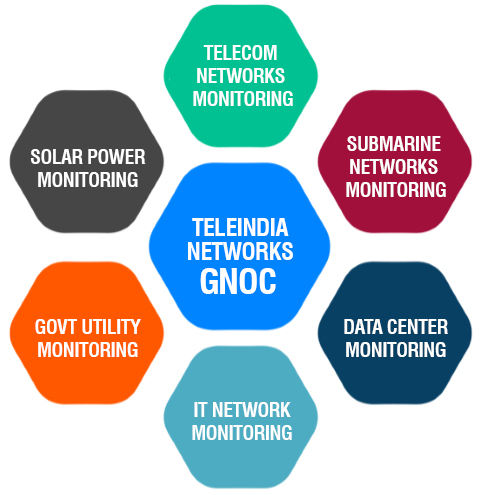 TELECOM
NETWORKS
MONITORING
SOLAR POWER
MONITORING
SUBMARINE
NETWORKS
MONITORING
TELEINDIA
NETWORKS
GNOC
GOVT UTILITY
MONITORING
DATA CENTER
MONITORING
IT NETWORK
MONITORING